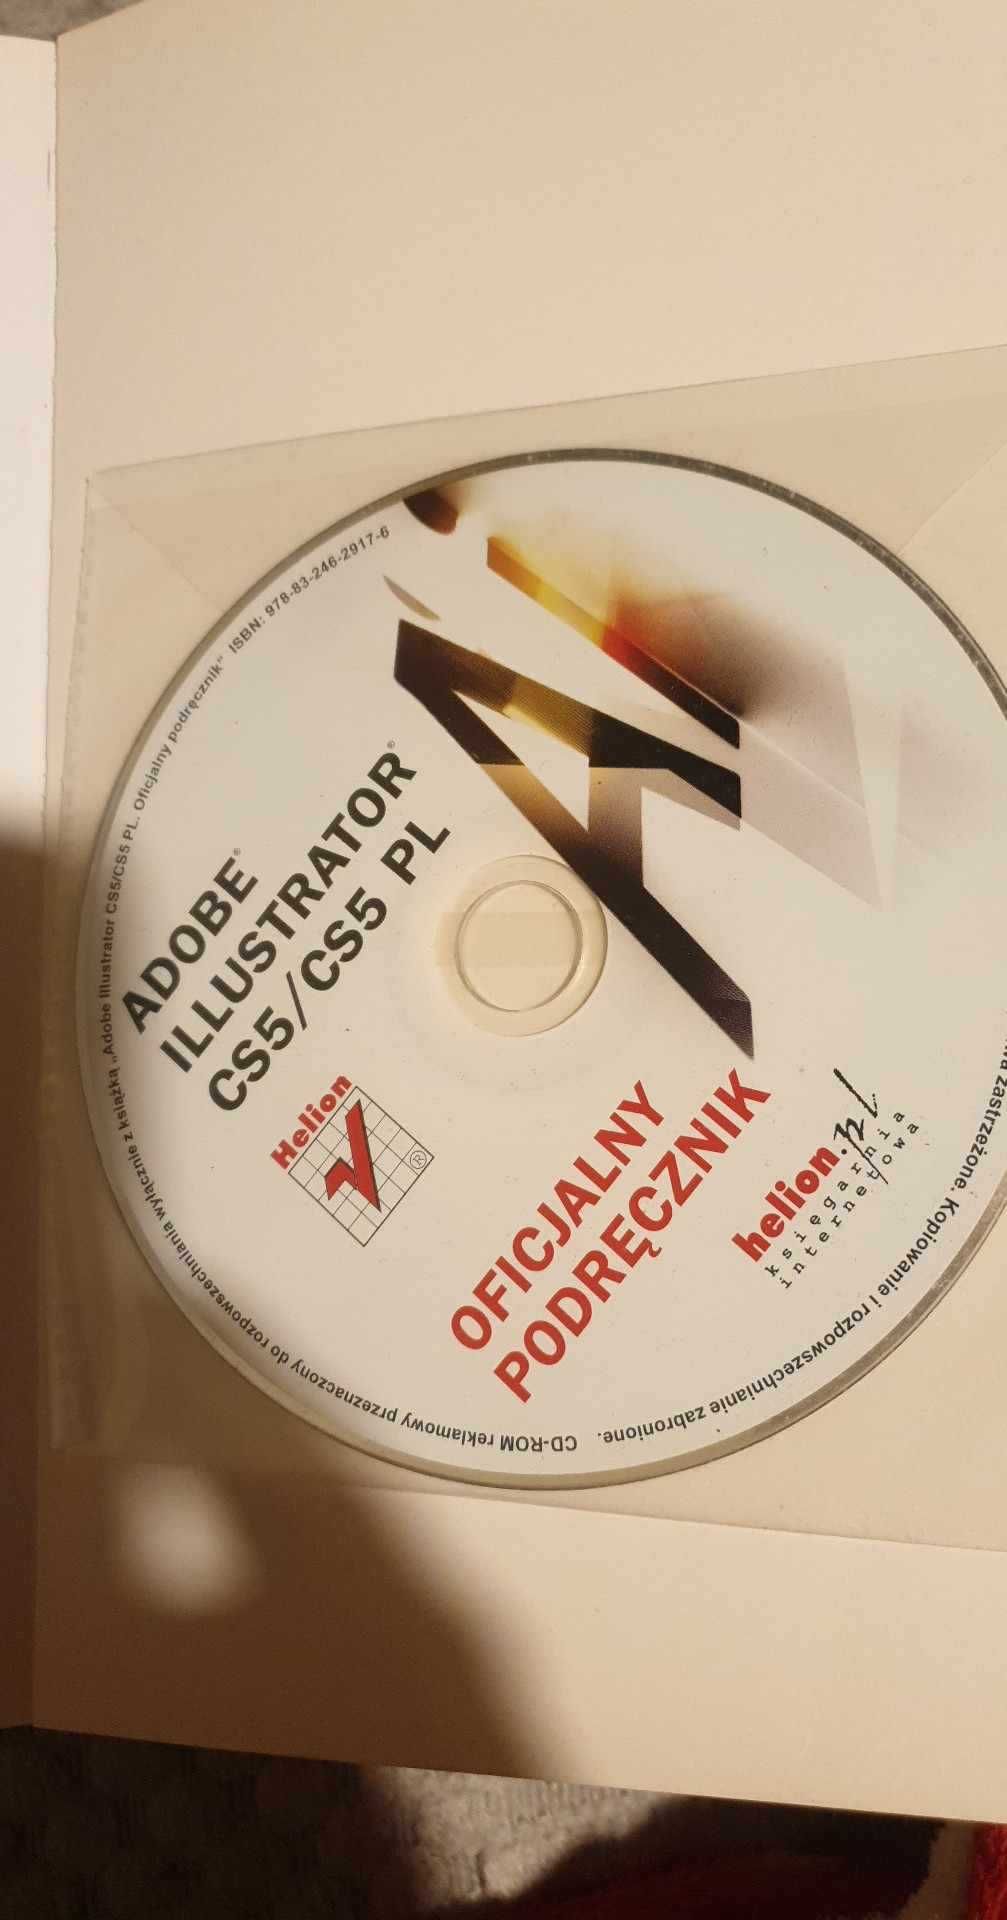 ADOBE®
ILLUSTRATOR®
CS5/CS5 PL
Helion
®
OFICJALNY
PODRĘCZNIK
helion.pl
księgarnia
internetowa
CD-ROM reklamowy przeznaczony do rozpowszechniania wyłącznie z książką „Adobe Illustrator CS5/CS5 PL. Oficjalny podręcznik” ISBN: 978-83-246-2917-6
zastrzeżone. Kopiowanie i rozpowszechnianie zabronione.